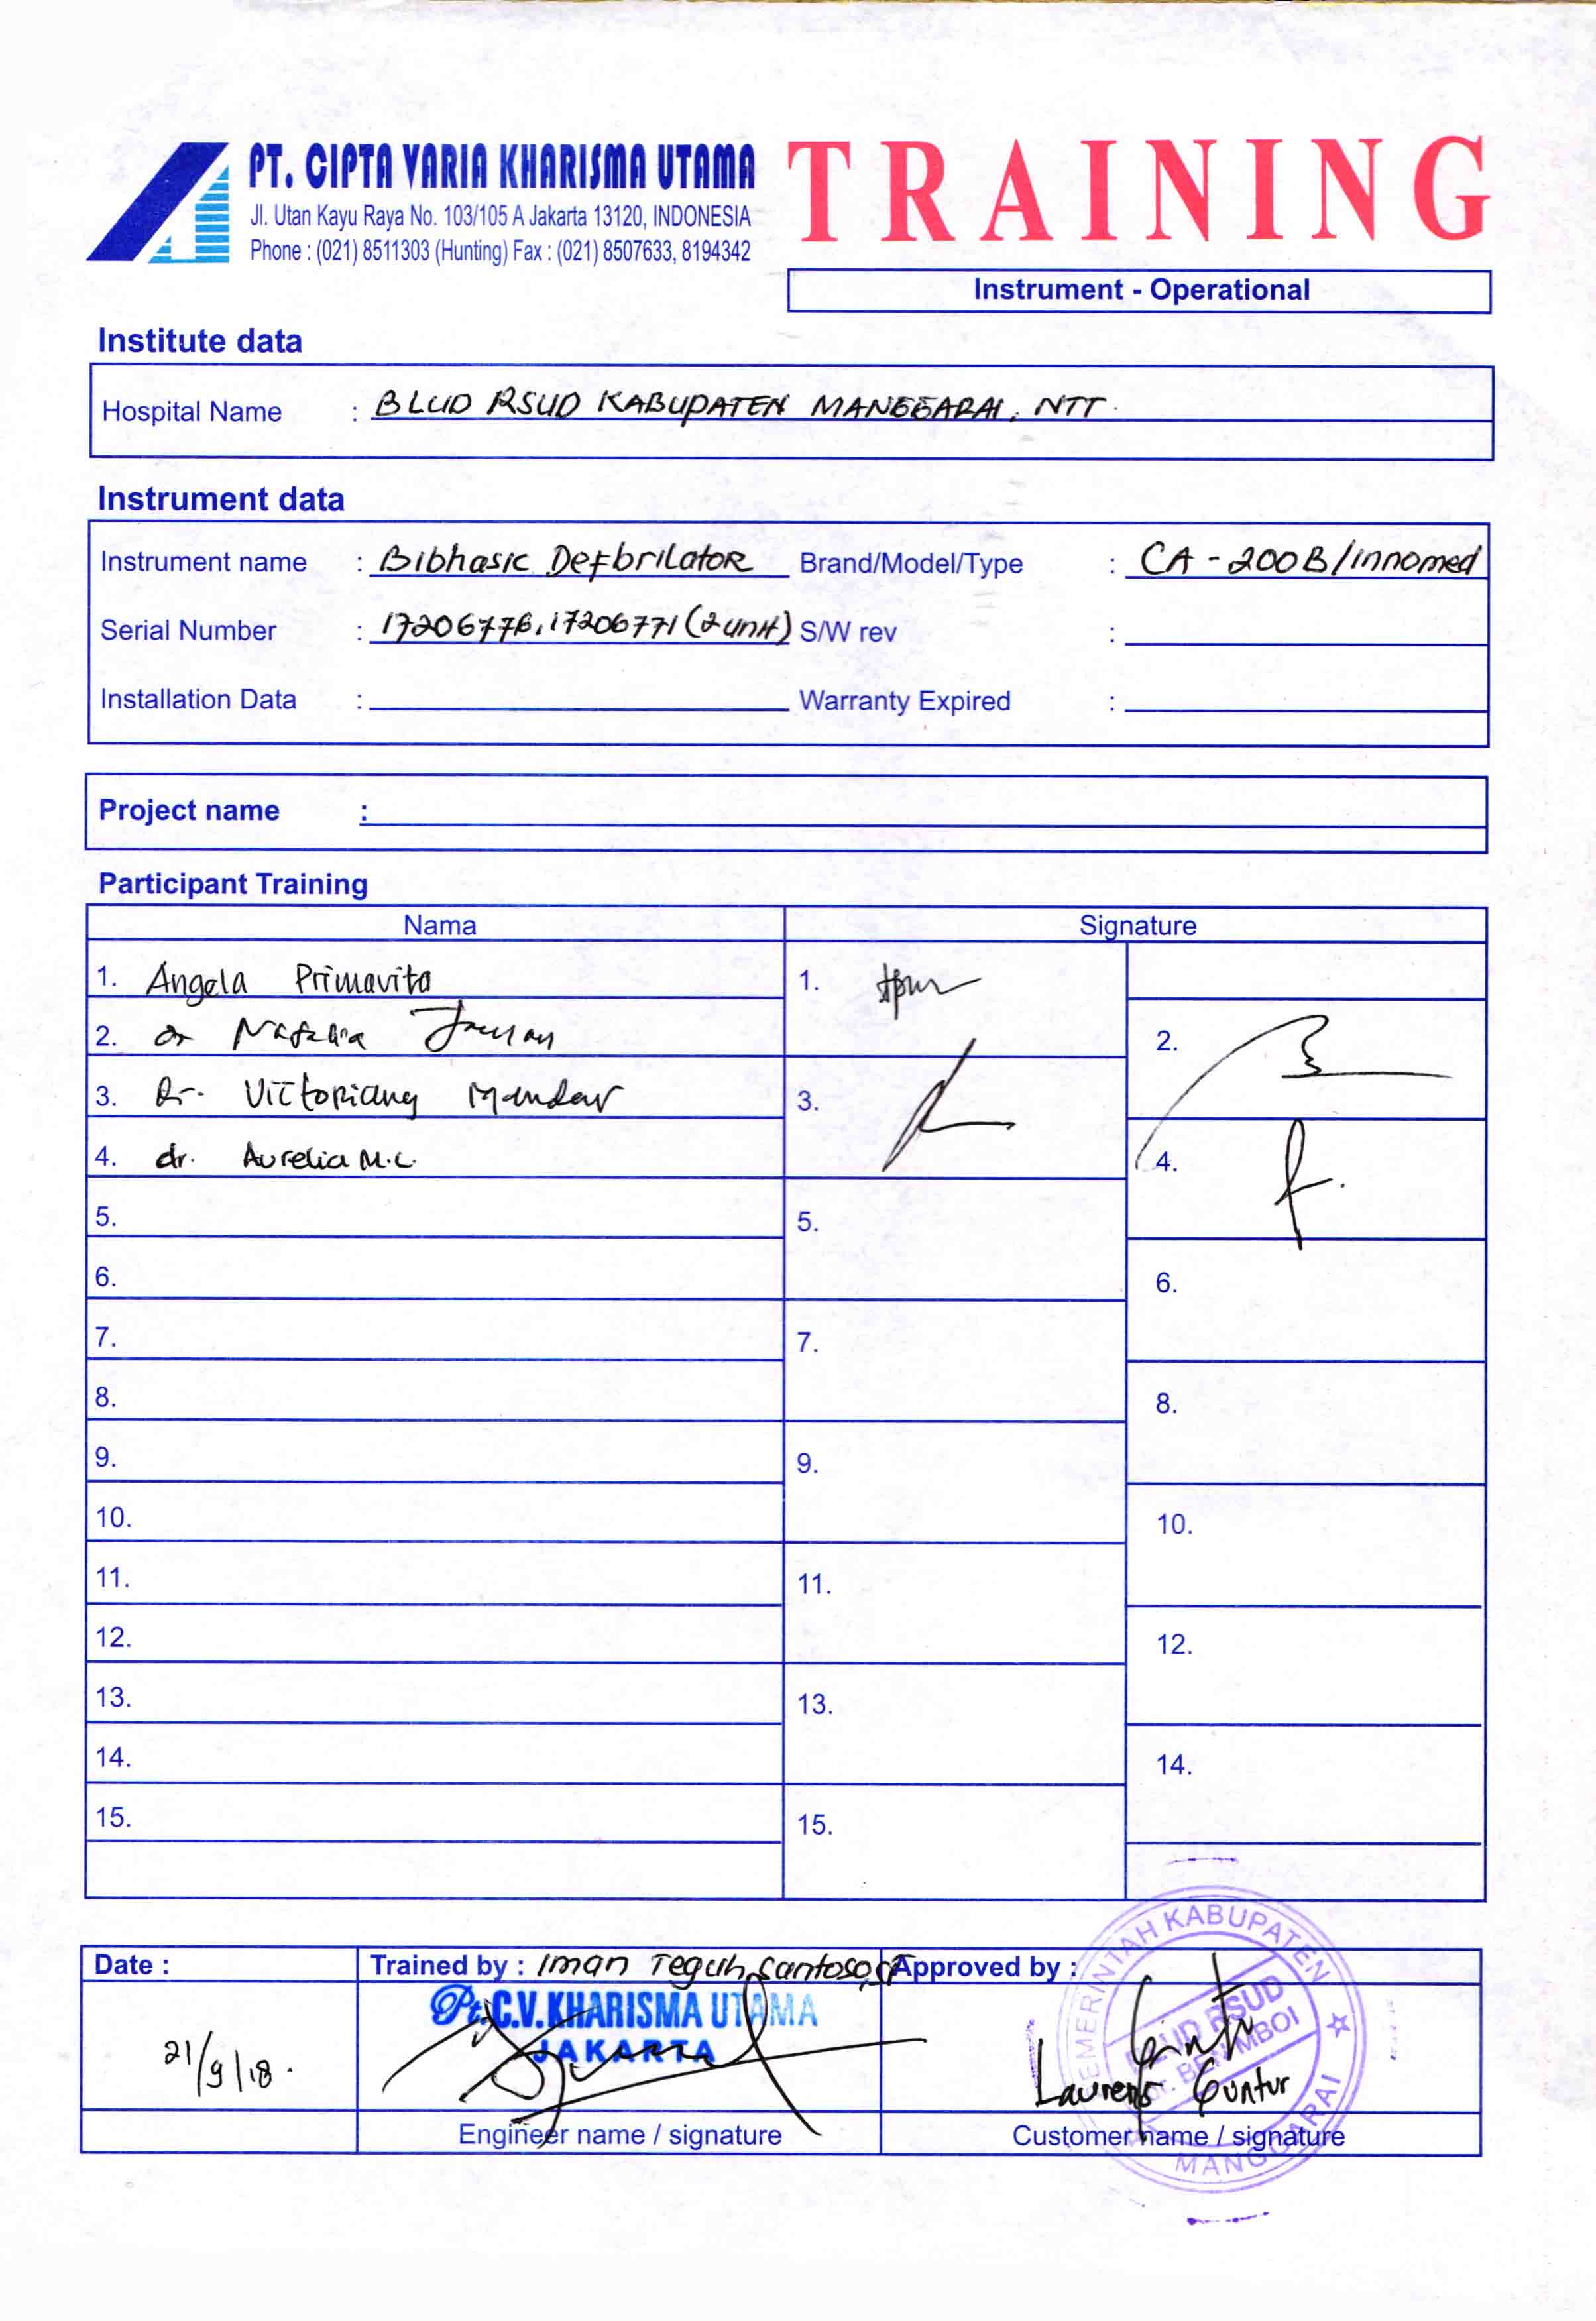 PT. CIPTA VARIA KHARISMA UTAMA
Jl. Utan Kayu Raya No. 103/105 A Jakarta 13120, INDONESIA
Phone : (021) 8511303 (Hunting) Fax : (021) 8507633, 8194342
TRAINING
Instrument - Operational
Institute data
Hospital Name : BLUD RSUD KABUPATEN MANGGARAI, NTT.
Instrument data
Instrument name : Bibhasic Defbrilator Brand/Model/Type : CA - 200B/innomed
Serial Number : 17206771 (2 unit) S/W rev :
Installation Data : Warranty Expired :
Project name :
Participant Training
Nama Signature
1. Angela Primavita 1.
2. dr Natalia 2.
3. Dr. Mandar 3.
4. dr. Aurelia M.C. 4.
5. 5.
6. 6.
7. 7.
8. 8.
9. 9.
10. 10.
11. 11.
12. 12.
13. 13.
14. 14.
15. 15.
Date : Trained by : Iman Teguh Santoso Approved by :
Pt. C.V. KHARISMA UTAMA
JAKARTA
21/9/18.
PEMERINTAH KABUPATEN
BLUD RSUD
dr. BEN MBOI
MANGGARAI
Laurens Guntur
Engineer name / signature Customer name / signature